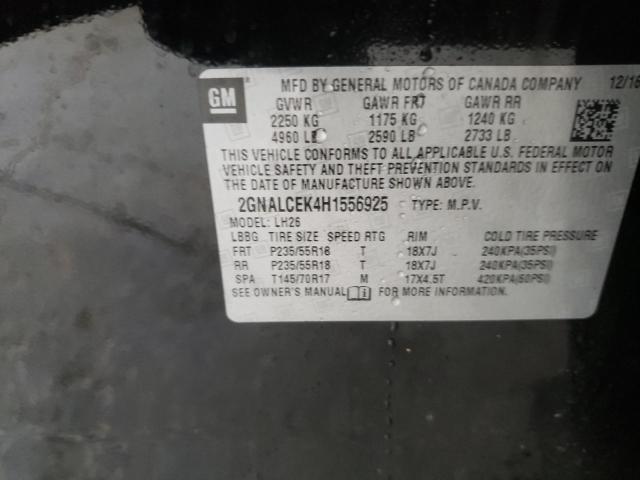 GM
MFD BY GENERAL MOTORS OF CANADA COMPANY 12/16
GVWR GAWR FRT GAWR RR
2250 KG 1175 KG 1240 KG
4960 LB 2590 LB 2733 LB
THIS VEHICLE CONFORMS TO ALL APPLICABLE U.S. FEDERAL MOTOR
VEHICLE SAFETY AND THEFT PREVENTION STANDARDS IN EFFECT ON
THE DATE OF MANUFACTURE SHOWN ABOVE.
2GNALCEK4H1556925 TYPE: M.P.V.
MODEL: LH26
LBBG TIRE SIZE SPEED RTG RIM COLD TIRE PRESSURE
FRT P235/55R18 T 18X7J 240KPA(35PSI)
RR P235/55R18 T 18X7J 240KPA(35PSI)
SPA T145/70R17 M 17X4.5T 420KPA(60PSI)
SEE OWNER'S MANUAL FOR MORE INFORMATION.